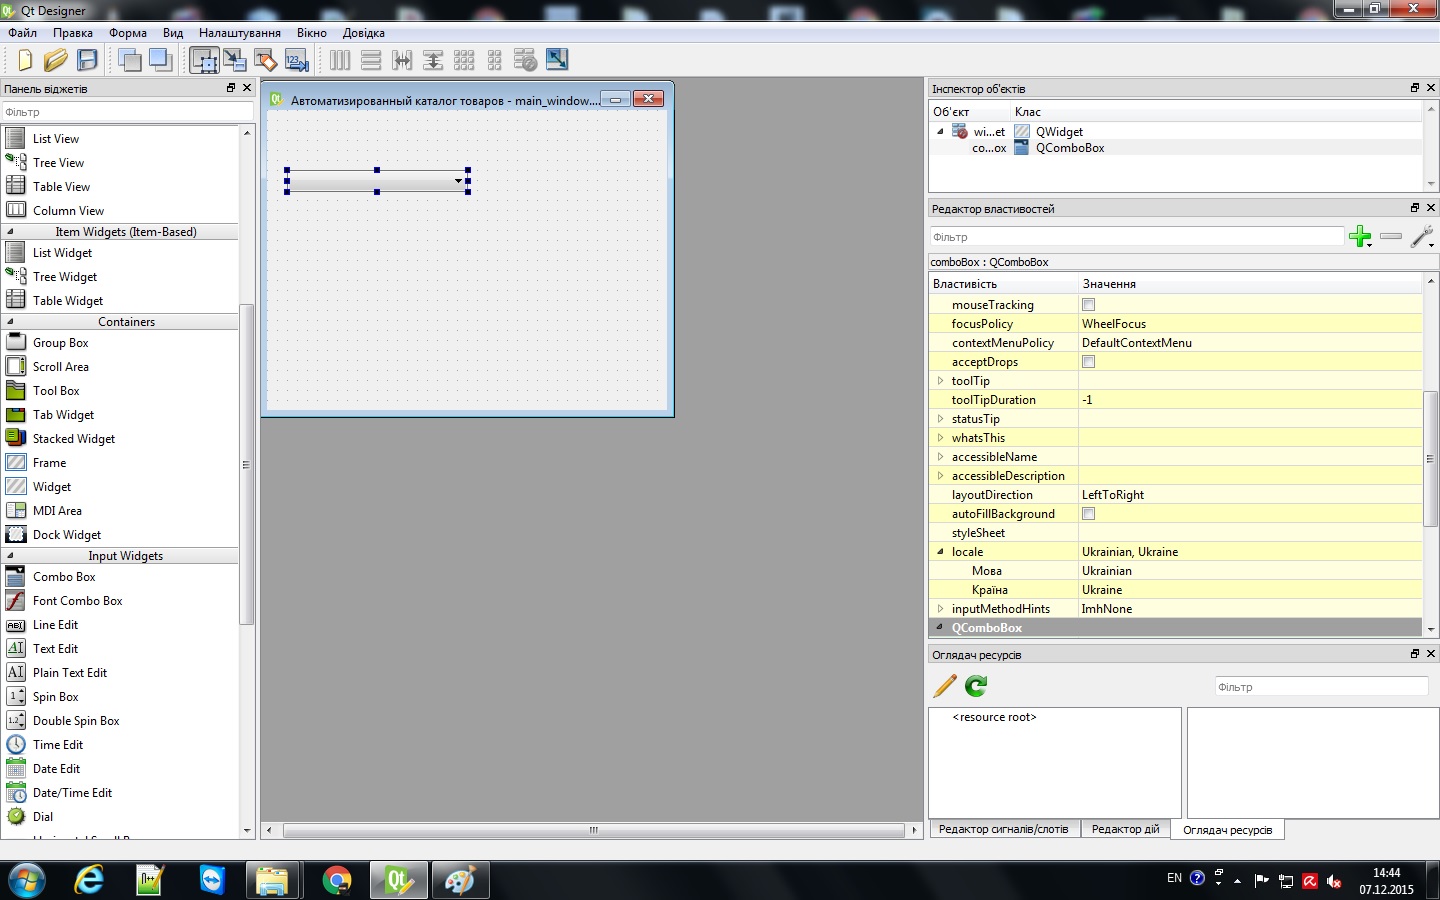 Qt Designer
Файл Правка Форма Вид Налаштування Вікно Довідка
Панель віджетів
Фільтр
List View
Tree View
Table View
Column View
Item Widgets (Item-Based)
List Widget
Tree Widget
Table Widget
Containers
Group Box
Scroll Area
Tool Box
Tab Widget
Stacked Widget
Frame
Widget
MDI Area
Dock Widget
Input Widgets
Combo Box
Font Combo Box
Line Edit
Text Edit
Plain Text Edit
Spin Box
Double Spin Box
Time Edit
Date Edit
Date/Time Edit
Dial
Автоматизированный каталог товаров - main_window....
Інспектор об'єктів
Об'єкт Клас
wi...et QWidget
co...ox QComboBox
Редактор властивостей
Фільтр
comboBox : QComboBox
Властивість Значення
mouseTracking
focusPolicy WheelFocus
contextMenuPolicy DefaultContextMenu
acceptDrops
toolTip
toolTipDuration -1
statusTip
whatsThis
accessibleName
accessibleDescription
layoutDirection LeftToRight
autoFillBackground
styleSheet
locale Ukrainian, Ukraine
Мова Ukrainian
Країна Ukraine
inputMethodHints ImhNone
QComboBox
Оглядач ресурсів
Фільтр
<resource root>
Редактор сигналів/слотів Редактор дій Оглядач ресурсів
EN
14:44
07.12.2015